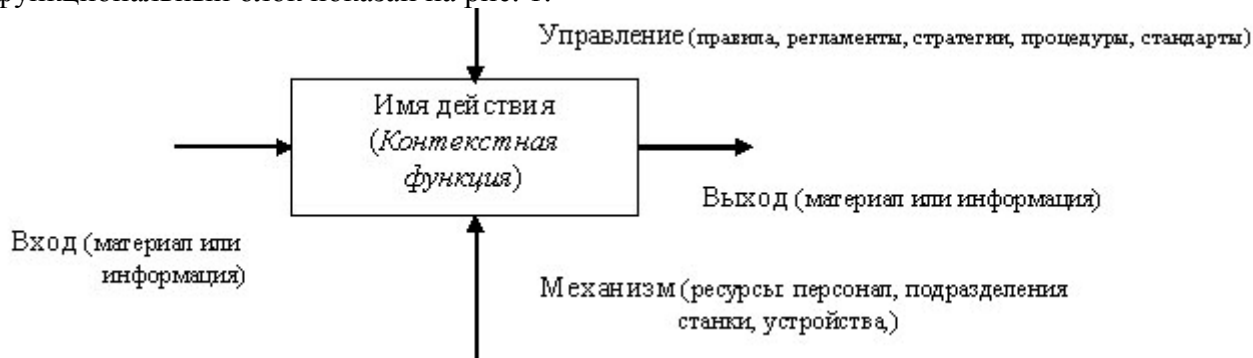 функциональный блок показан на рис. 1.
Управление (правила, регламенты, стратегии, процедуры, стандарты)
Имя действия
(Контекстная
функция)
Выход (материал или информация)
Вход (материал или
информация)
Механизм (ресурсы: персонал, подразделения
станки, устройства,)